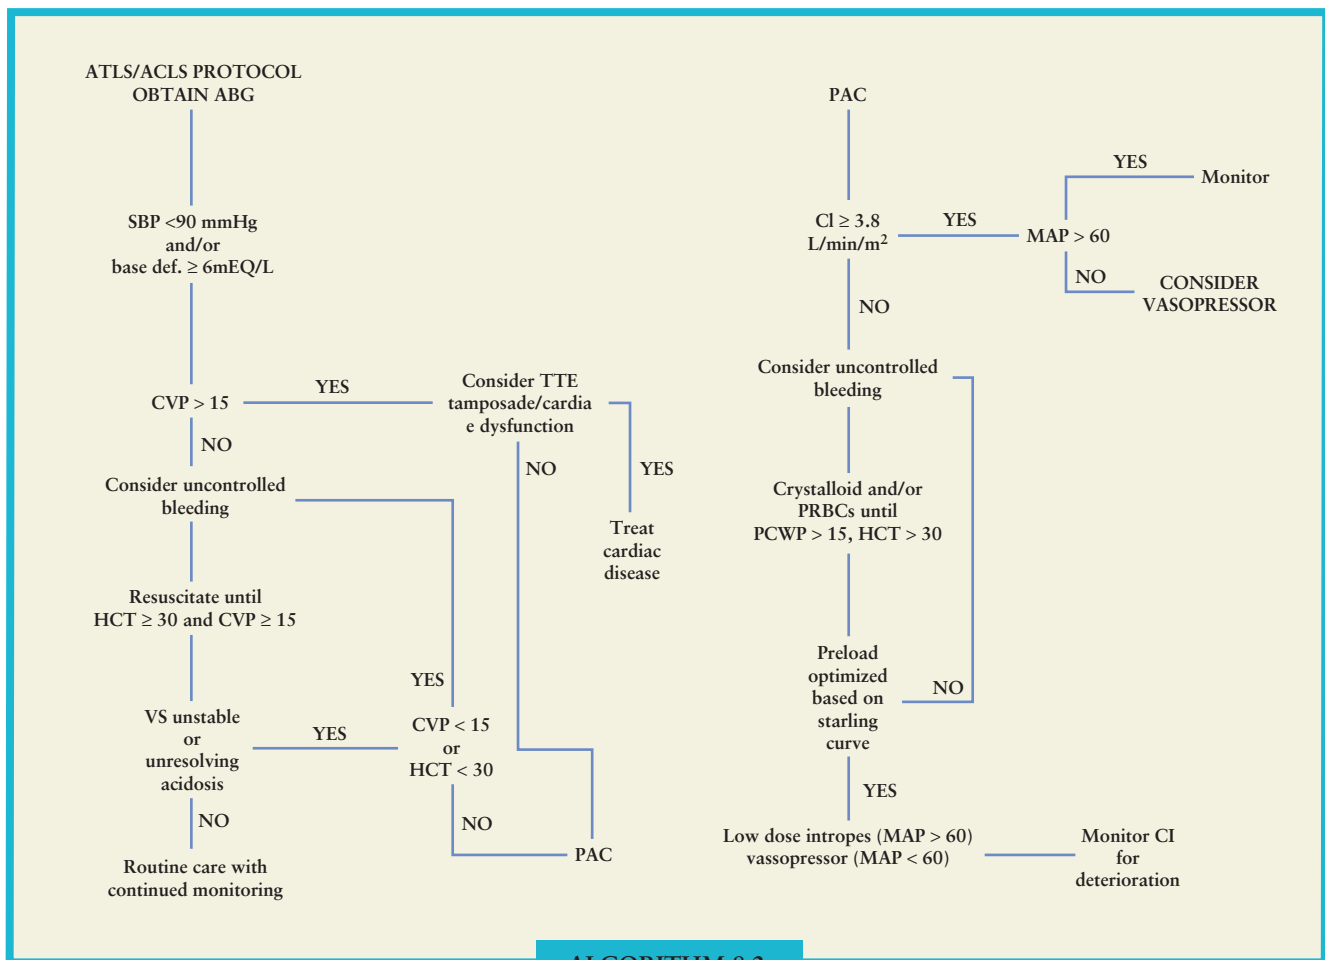 ATLS/ACLS PROTOCOL
OBTAIN ABG
SBP <90 mmHg
and/or
base def. ≥ 6mEQ/L
CVP > 15
YES
Consider TTE
tamposade/cardia
e dysfunction
NO
YES
Treat
cardiac
disease
NO
Consider uncontrolled
bleeding
Resuscitate until
HCT ≥ 30 and CVP ≥ 15
VS unstable
or
unresolving
acidosis
YES
YES
CVP < 15
or
HCT < 30
NO
PAC
NO
Routine care with
continued monitoring
PAC
Cl ≥ 3.8
L/min/m²
YES
MAP > 60
YES
Monitor
NO
CONSIDER
VASOPRESSOR
NO
Consider uncontrolled
bleeding
Crystalloid and/or
PRBCs until
PCWP > 15, HCT > 30
Preload
optimized
based on
starling
curve
NO
YES
Low dose intropes (MAP > 60)
vassopressor (MAP < 60)
Monitor CI
for
deterioration